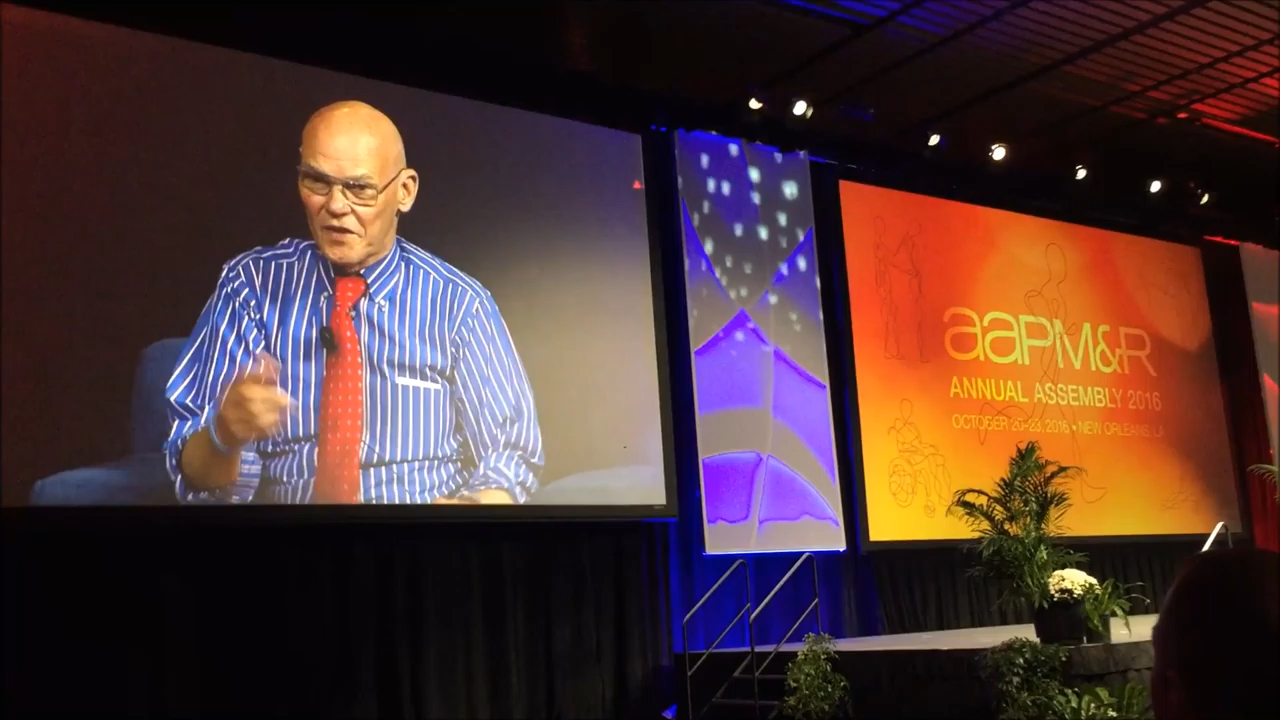 aaPM&R
ANNUAL ASSEMBLY 2016
OCTOBER 20-23, 2016 • NEW ORLEANS, LA